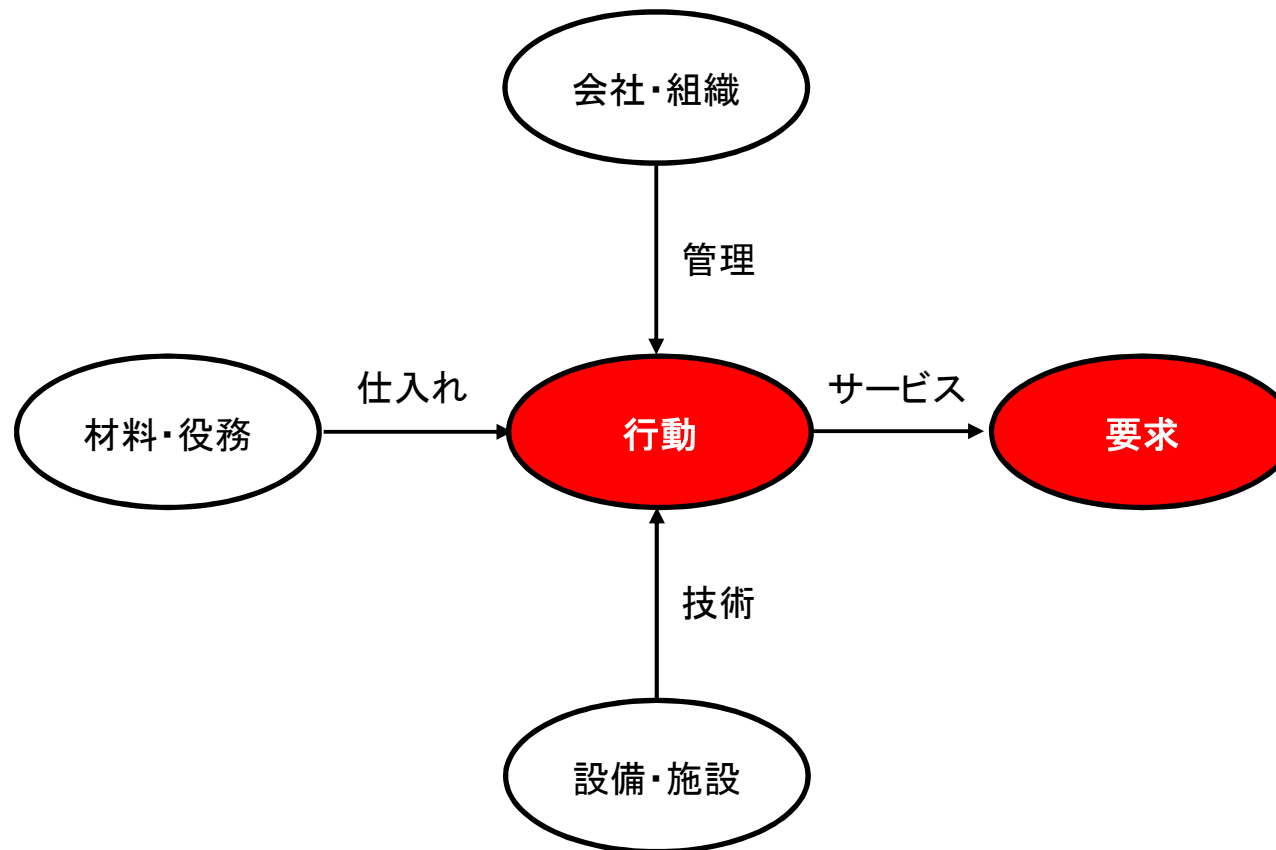 会社・組織
管理
仕入れ
サービス
材料・役務
行動
要求
技術
設備・施設